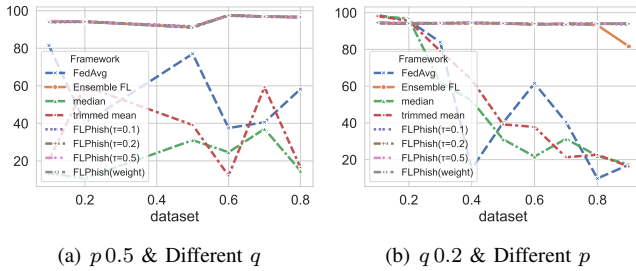 100
80
60
40
20
Framework
FedAvg
Ensemble FL
median
trimmed mean
FLPhish(τ=0.1)
FLPhish(τ=0.2)
FLPhish(τ=0.5)
FLPhish(weight)
0.2 0.4 0.6 0.8
dataset
(a) p 0.5 & Different q
100
80
60
40
20
Framework
FedAvg
Ensemble FL
median
trimmed mean
FLPhish(τ=0.1)
FLPhish(τ=0.2)
FLPhish(τ=0.5)
FLPhish(weight)
0.2 0.4 0.6 0.8
dataset
(b) q 0.2 & Different p